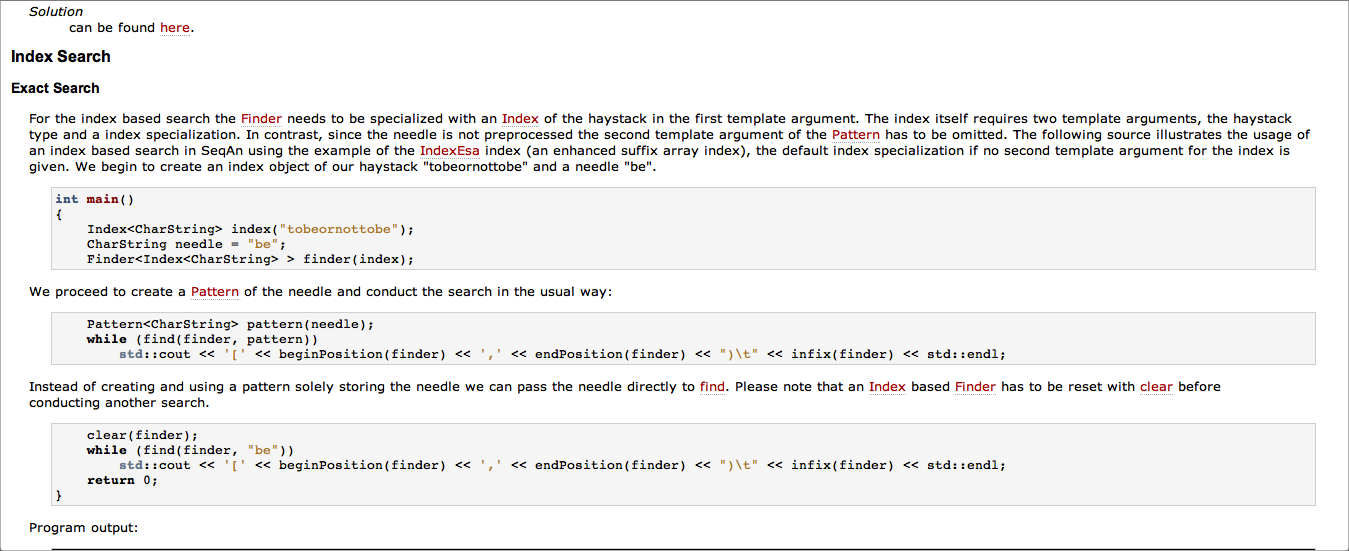 Solution
can be found here.
Index Search
Exact Search
For the index based search the Finder needs to be specialized with an Index of the haystack in the first template argument. The index itself requires two template arguments, the haystack
type and a index specialization. In contrast, since the needle is not preprocessed the second template argument of the Pattern has to be omitted. The following source illustrates the usage of
an index based search in SeqAn using the example of the IndexEsa index (an enhanced suffix array index), the default index specialization if no second template argument for the index is
given. We begin to create an index object of our haystack "tobeornottobe" and a needle "be".
int main()
{
    Index<CharString> index("tobeornottobe");
    CharString needle = "be";
    Finder<Index<CharString> > finder(index);
We proceed to create a Pattern of the needle and conduct the search in the usual way:
    Pattern<CharString> pattern(needle);
    while (find(finder, pattern))
        std::cout << '[' << beginPosition(finder) << ',' << endPosition(finder) << ")\t" << infix(finder) << std::endl;
Instead of creating and using a pattern solely storing the needle we can pass the needle directly to find. Please note that an Index based Finder has to be reset with clear before
conducting another search.
    clear(finder);
    while (find(finder, "be"))
        std::cout << '[' << beginPosition(finder) << ',' << endPosition(finder) << ")\t" << infix(finder) << std::endl;
    return 0;
}
Program output: